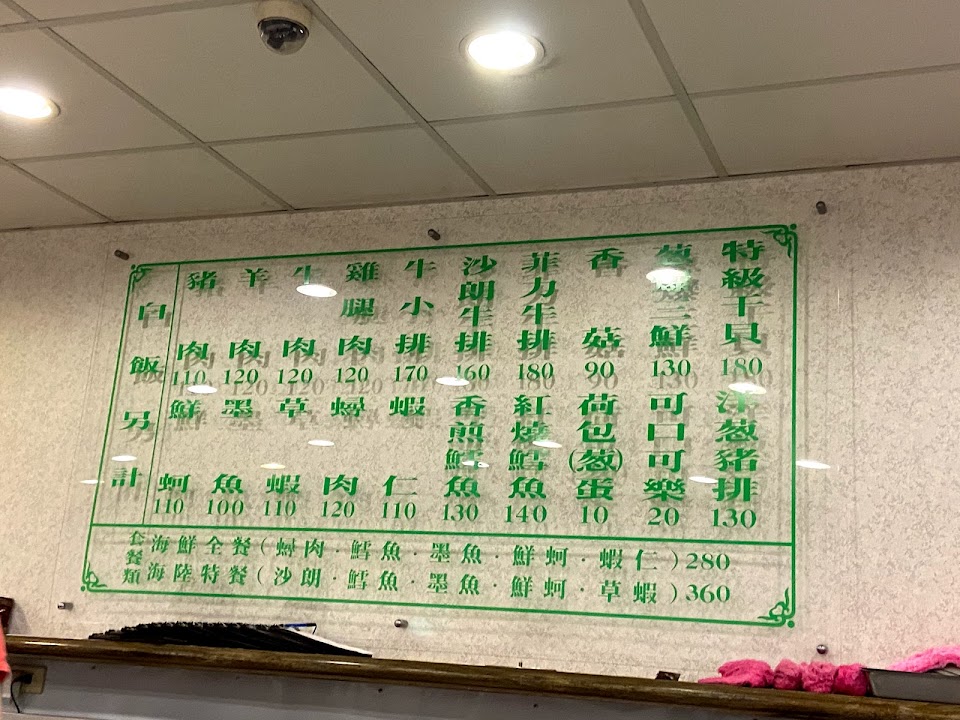 特級干貝 180
蔥爆三鮮 130
香菇 90
菲力牛排 180
沙朗牛排 160
牛小排 170
雞腿肉 120
牛肉 120
羊肉 120
豬肉 110
洋蔥豬排 130
可口可樂 20
荷包(蔥)蛋 10
紅燒鱈魚 140
香煎鱈魚 130
蝦仁 110
蟳肉 120
草蝦 110
墨魚 100
鮮蚵 110
白飯另計
套餐類
海鮮全餐(蟳肉·鱈魚·墨魚·鮮蚵·蝦仁)280
海陸特餐(沙朗·鱈魚·墨魚·鮮蚵·草蝦)360